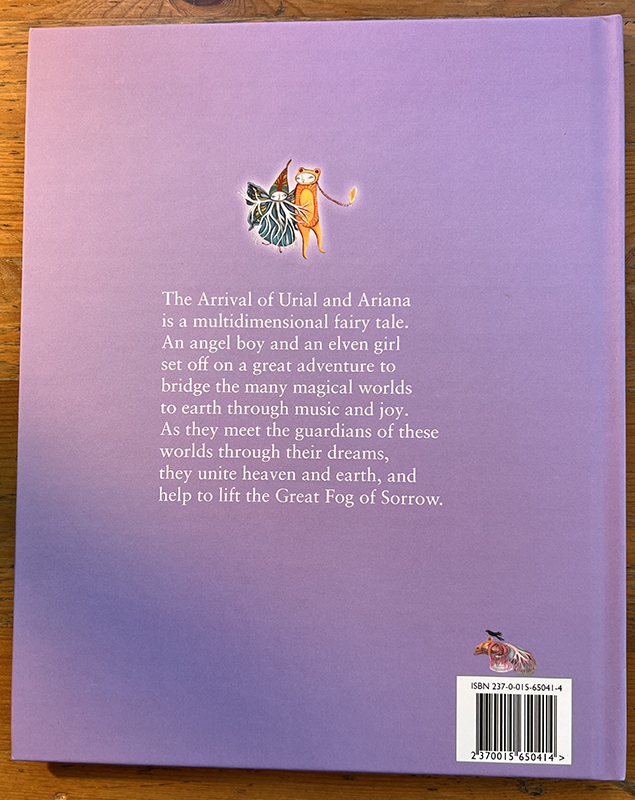 The Arrival of Urial and Ariana
is a multidimensional fairy tale.
An angel boy and an elven girl
set off on a great adventure to
bridge the many magical worlds
to earth through music and joy.
As they meet the guardians of these
worlds through their dreams,
they unite heaven and earth, and
help to lift the Great Fog of Sorrow.
ISBN 237-0-015-65041-4
2 370015 650414 >